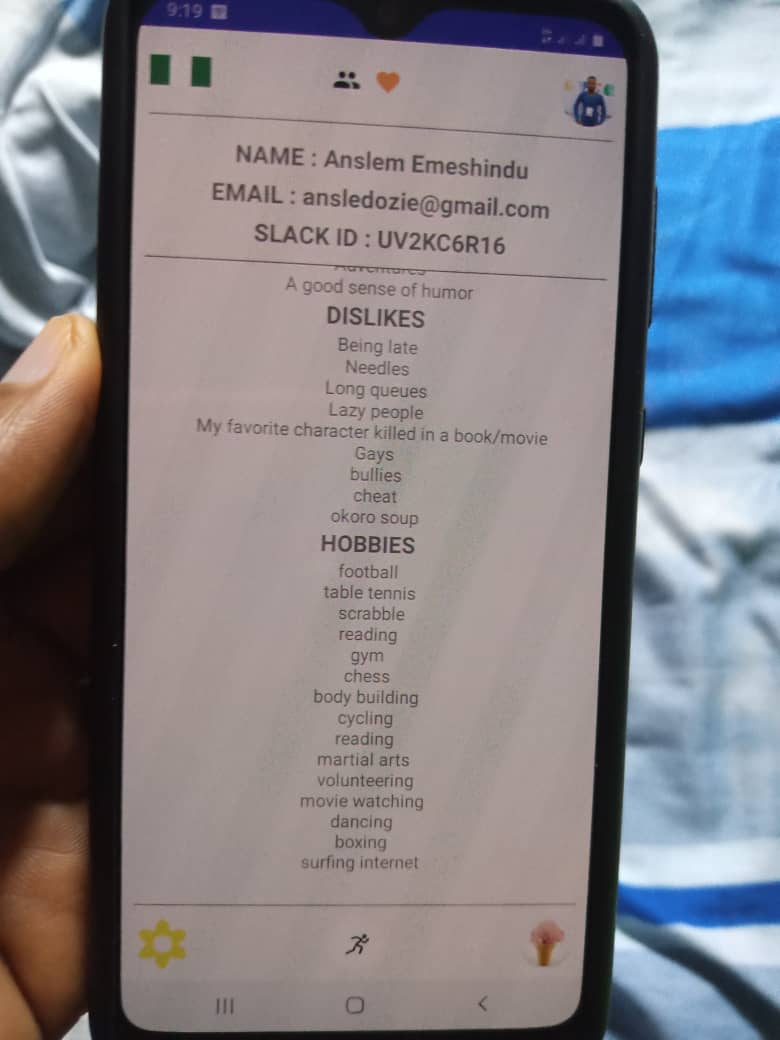 9:19
NAME : Anslem Emeshindu
EMAIL : ansledozie@gmail.com
SLACK ID : UV2KC6R16
Adventures
A good sense of humor
DISLIKES
Being late
Needles
Long queues
Lazy people
My favorite character killed in a book/movie
Gays
bullies
cheat
okoro soup
HOBBIES
football
table tennis
scrabble
reading
gym
chess
body building
cycling
reading
martial arts
volunteering
movie watching
dancing
boxing
surfing internet